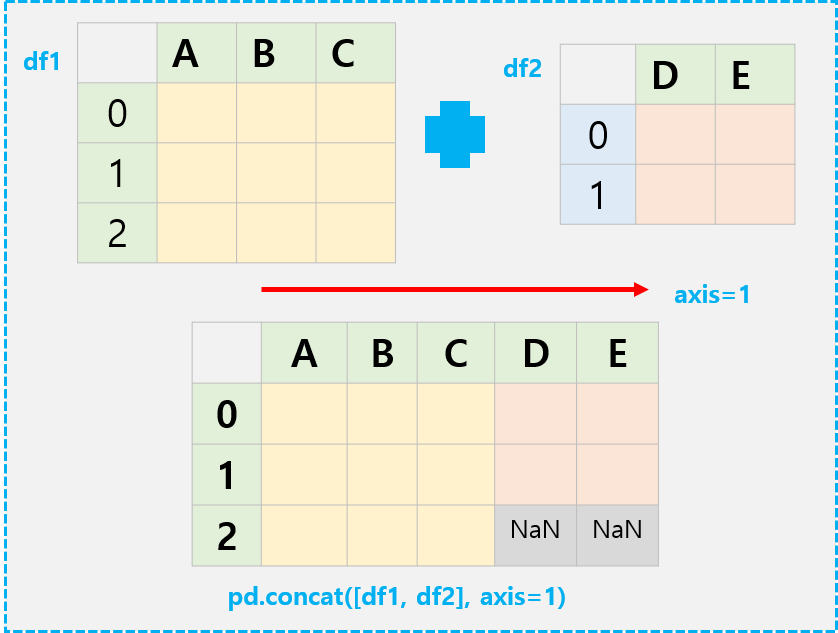 df1
A B C
0
1
2
df2
D E
0
1
axis=1
A B C D E
0
1
2 NaN NaN
pd.concat([df1, df2], axis=1)